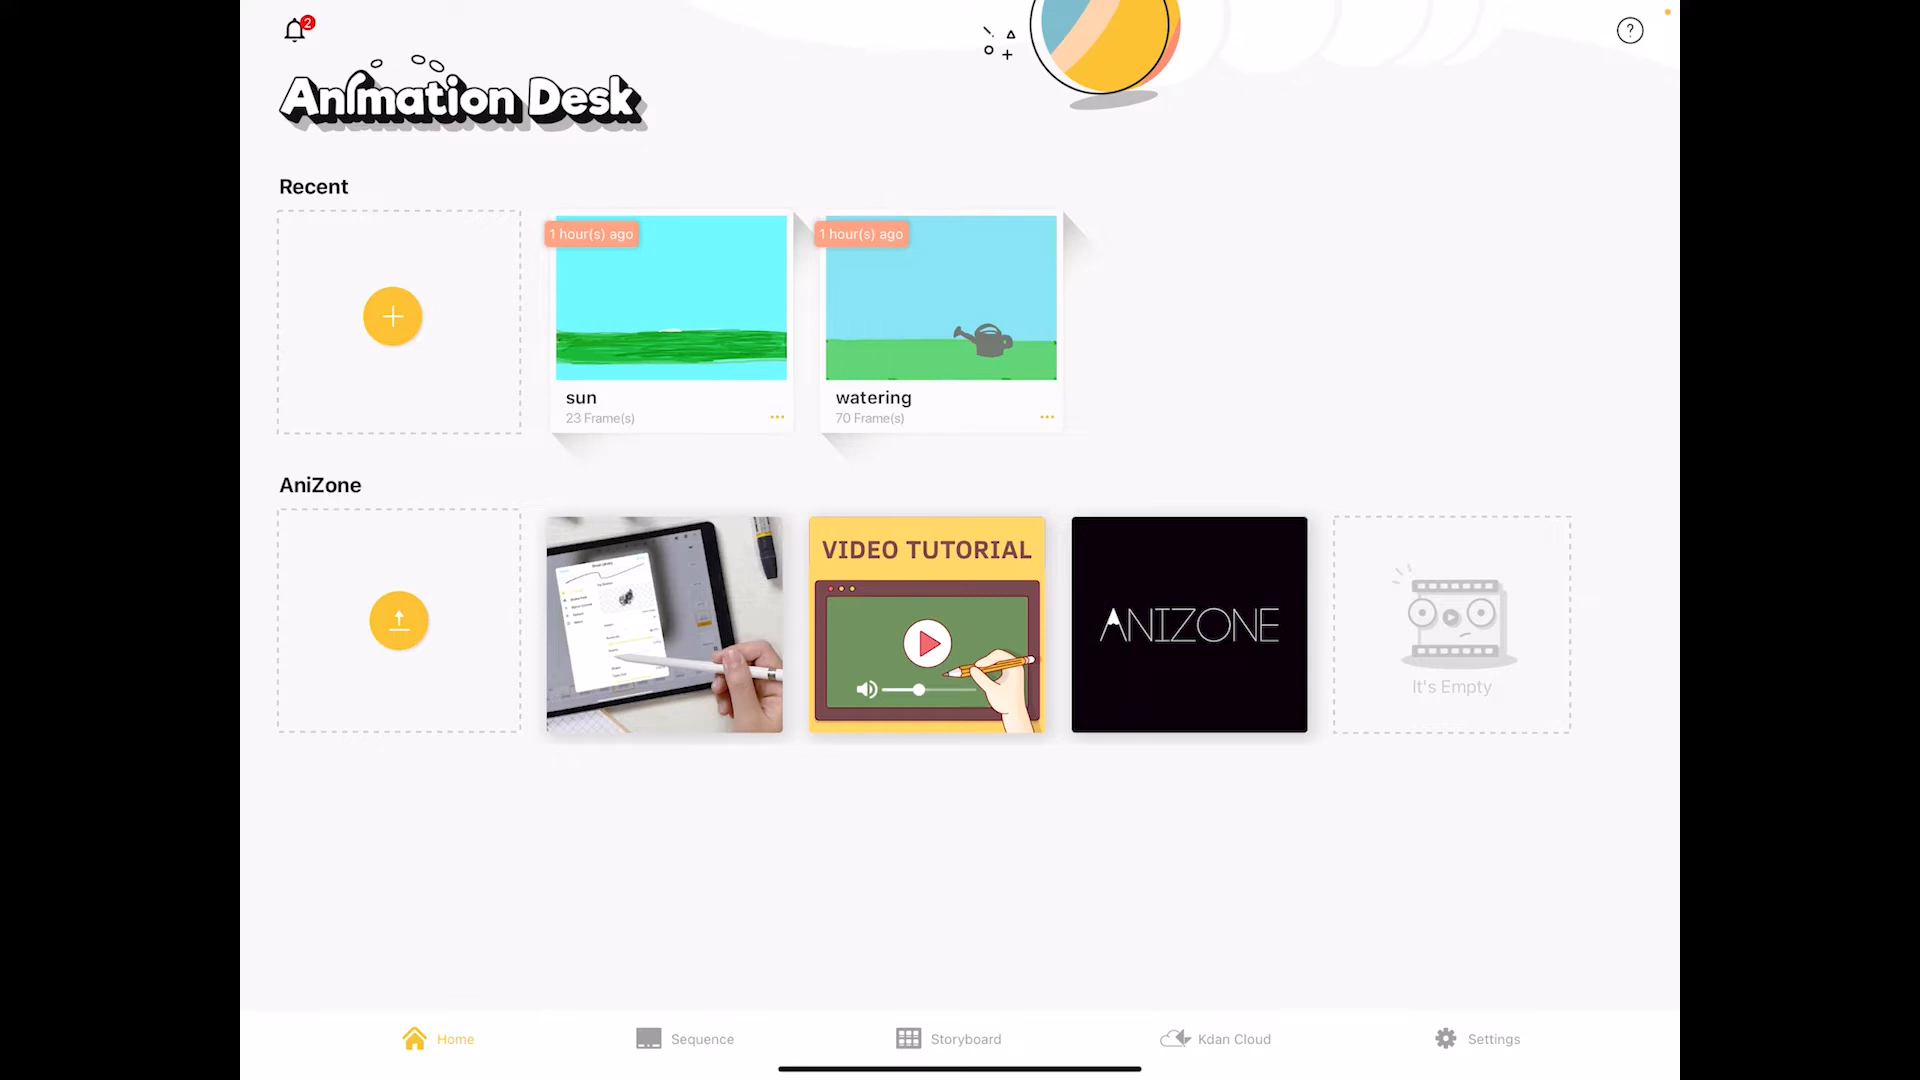 2
?
Animation Desk
Recent
1 hour(s) ago
1 hour(s) ago
sun
watering
23 Frame(s)
70 Frame(s)
AniZone
VIDEO TUTORIAL
ANIZONE
It's Empty
Home
Sequence
Storyboard
Kdan Cloud
Settings